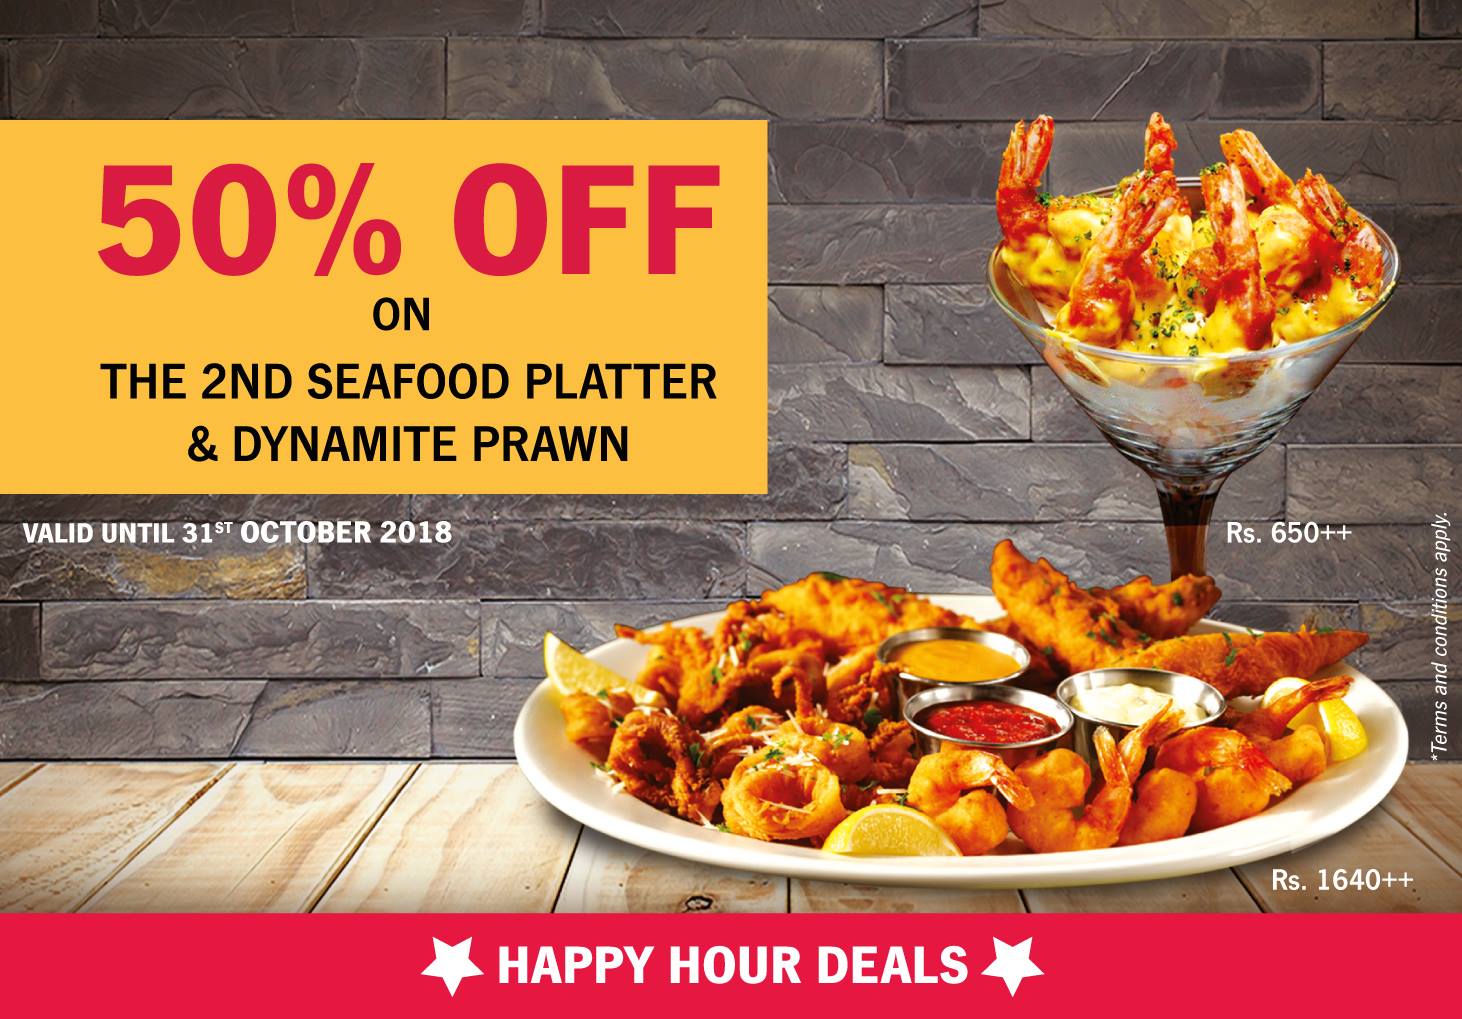 50% OFF
ON
THE 2ND SEAFOOD PLATTER
& DYNAMITE PRAWN
VALID UNTIL 31ST OCTOBER 2018
Rs. 650++
*Terms and conditions apply.
Rs. 1640++
HAPPY HOUR DEALS